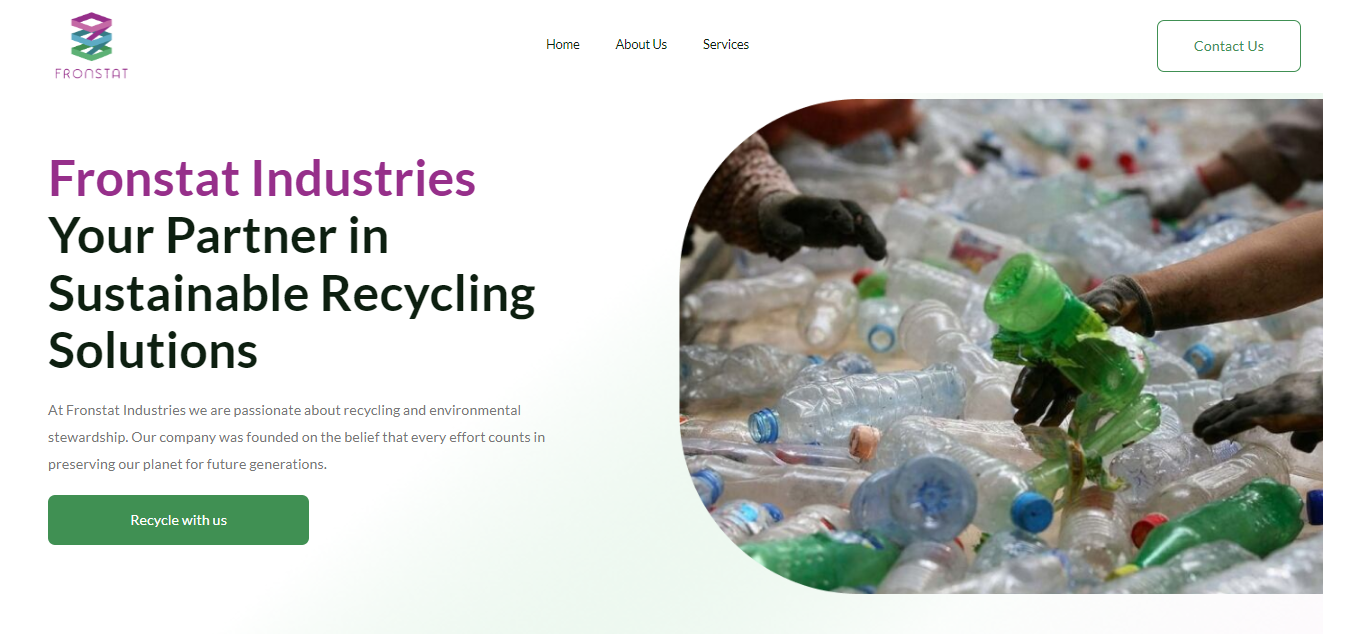 FRONSTAT
Home
About Us
Services
Contact Us
Fronstat Industries
Your Partner in
Sustainable Recycling
Solutions
At Fronstat Industries we are passionate about recycling and environmental
stewardship. Our company was founded on the belief that every effort counts in
preserving our planet for future generations.
Recycle with us